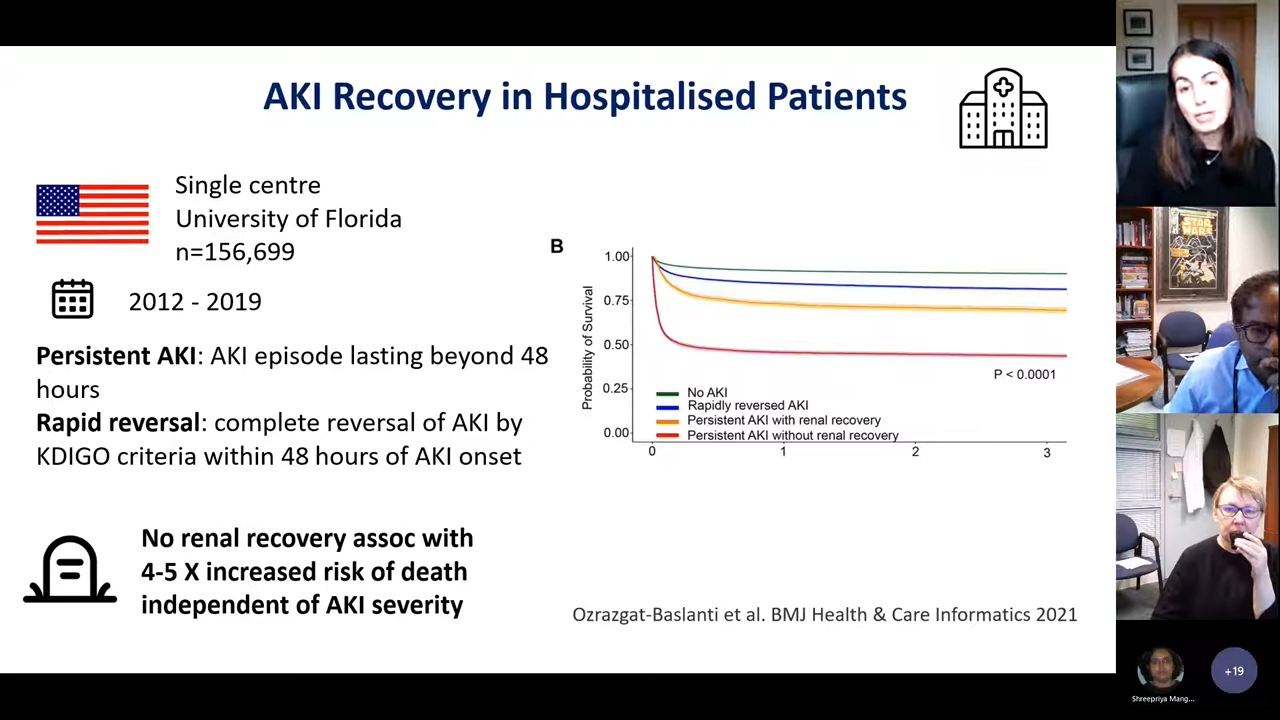 AKI Recovery in Hospitalised Patients
Single centre
University of Florida
n=156,699
2012 - 2019
Persistent AKI: AKI episode lasting beyond 48
hours
Rapid reversal: complete reversal of AKI by
KDIGO criteria within 48 hours of AKI onset
No renal recovery assoc with
4-5 X increased risk of death
independent of AKI severity
B
Probability of Survival
1.00
0.75
0.50
0.25
0.00
P < 0.0001
No AKI
Rapidly reversed AKI
Persistent AKI with renal recovery
Persistent AKI without renal recovery
0 1 2 3
Ozrazgat-Baslanti et al. BMJ Health & Care Informatics 2021
STAR WARS
Shreepriya Mang...
+19